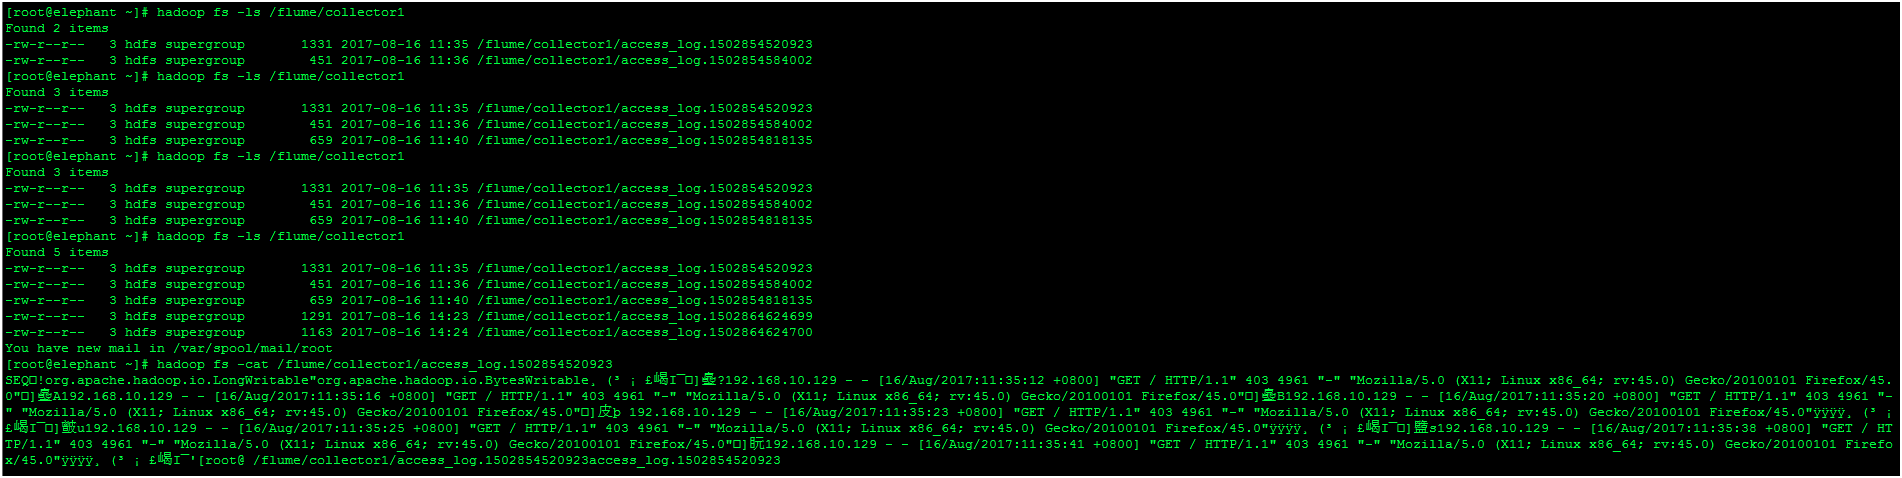 [root@elephant ~]# hadoop fs -ls /flume/collector1
Found 2 items
-rw-r--r--   3 hdfs supergroup       1331 2017-08-16 11:35 /flume/collector1/access_log.1502854520923
-rw-r--r--   3 hdfs supergroup        451 2017-08-16 11:36 /flume/collector1/access_log.1502854584002
[root@elephant ~]# hadoop fs -ls /flume/collector1
Found 3 items
-rw-r--r--   3 hdfs supergroup       1331 2017-08-16 11:35 /flume/collector1/access_log.1502854520923
-rw-r--r--   3 hdfs supergroup        451 2017-08-16 11:36 /flume/collector1/access_log.1502854584002
-rw-r--r--   3 hdfs supergroup        659 2017-08-16 11:40 /flume/collector1/access_log.1502854818135
[root@elephant ~]# hadoop fs -ls /flume/collector1
Found 3 items
-rw-r--r--   3 hdfs supergroup       1331 2017-08-16 11:35 /flume/collector1/access_log.1502854520923
-rw-r--r--   3 hdfs supergroup        451 2017-08-16 11:36 /flume/collector1/access_log.1502854584002
-rw-r--r--   3 hdfs supergroup        659 2017-08-16 11:40 /flume/collector1/access_log.1502854818135
[root@elephant ~]# hadoop fs -ls /flume/collector1
Found 5 items
-rw-r--r--   3 hdfs supergroup       1331 2017-08-16 11:35 /flume/collector1/access_log.1502854520923
-rw-r--r--   3 hdfs supergroup        451 2017-08-16 11:36 /flume/collector1/access_log.1502854584002
-rw-r--r--   3 hdfs supergroup        659 2017-08-16 11:40 /flume/collector1/access_log.1502854818135
-rw-r--r--   3 hdfs supergroup       1291 2017-08-16 14:23 /flume/collector1/access_log.1502864624699
-rw-r--r--   3 hdfs supergroup       1163 2017-08-16 14:24 /flume/collector1/access_log.1502864624700
You have new mail in /var/spool/mail/root
[root@elephant ~]# hadoop fs -cat /flume/collector1/access_log.1502854520923
SEQ□!org.apache.hadoop.io.LongWritable"org.apache.hadoop.io.BytesWritable¸ (³ ¡ £嵑I¯□]?192.168.10.129 - - [16/Aug/2017:11:35:12 +0800] "GET / HTTP/1.1" 403 4961 "-" "Mozilla/5.0 (X11; Linux x86_64; rv:45.0) Gecko/20100101 Firefox/45.
0"□]A192.168.10.129 - - [16/Aug/2017:11:35:16 +0800] "GET / HTTP/1.1" 403 4961 "-" "Mozilla/5.0 (X11; Linux x86_64; rv:45.0) Gecko/20100101 Firefox/45.0"□]B192.168.10.129 - - [16/Aug/2017:11:35:20 +0800] "GET / HTTP/1.1" 403 4961 "-
" "Mozilla/5.0 (X11; Linux x86_64; rv:45.0) Gecko/20100101 Firefox/45.0"□]皮þ 192.168.10.129 - - [16/Aug/2017:11:35:23 +0800] "GET / HTTP/1.1" 403 4961 "-" "Mozilla/5.0 (X11; Linux x86_64; rv:45.0) Gecko/20100101 Firefox/45.0"ÿÿÿÿ¸ (³ ¡
£嵑I¯□]u192.168.10.129 - - [16/Aug/2017:11:35:25 +0800] "GET / HTTP/1.1" 403 4961 "-" "Mozilla/5.0 (X11; Linux x86_64; rv:45.0) Gecko/20100101 Firefox/45.0"ÿÿÿÿ¸ (³ ¡ £嵑I¯□]s192.168.10.129 - - [16/Aug/2017:11:35:38 +0800] "GET / HT
TP/1.1" 403 4961 "-" "Mozilla/5.0 (X11; Linux x86_64; rv:45.0) Gecko/20100101 Firefox/45.0"□]192.168.10.129 - - [16/Aug/2017:11:35:41 +0800] "GET / HTTP/1.1" 403 4961 "-" "Mozilla/5.0 (X11; Linux x86_64; rv:45.0) Gecko/20100101 Firefo
x/45.0"ÿÿÿÿ¸ (³ ¡ £嵑I¯'[root@ /flume/collector1/access_log.1502854520923access_log.1502854520923